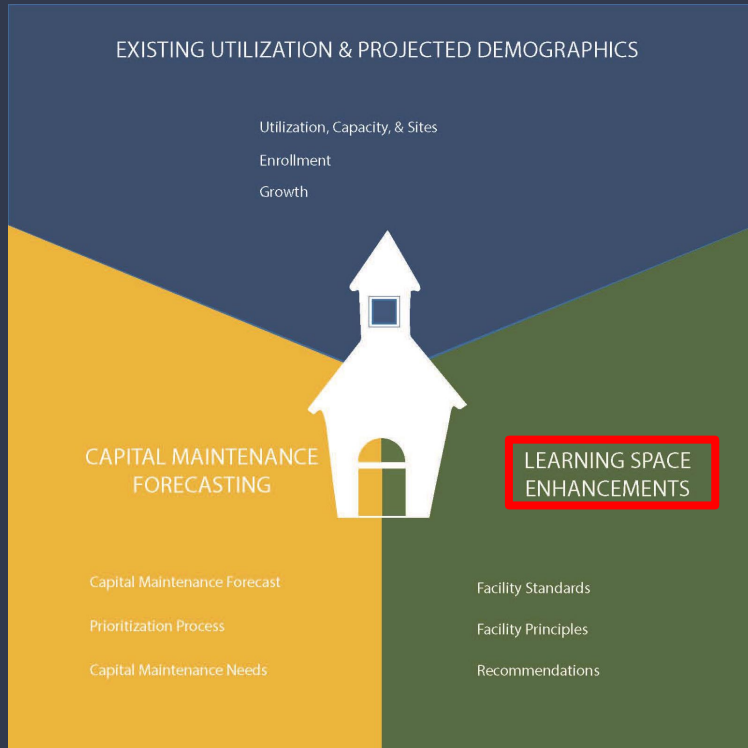 EXISTING UTILIZATION & PROJECTED DEMOGRAPHICS
Utilization, Capacity, & Sites
Enrollment
Growth
CAPITAL MAINTENANCE
FORECASTING
Capital Maintenance Forecast
Prioritization Process
Capital Maintenance Needs
LEARNING SPACE
ENHANCEMENTS
Facility Standards
Facility Principles
Recommendations